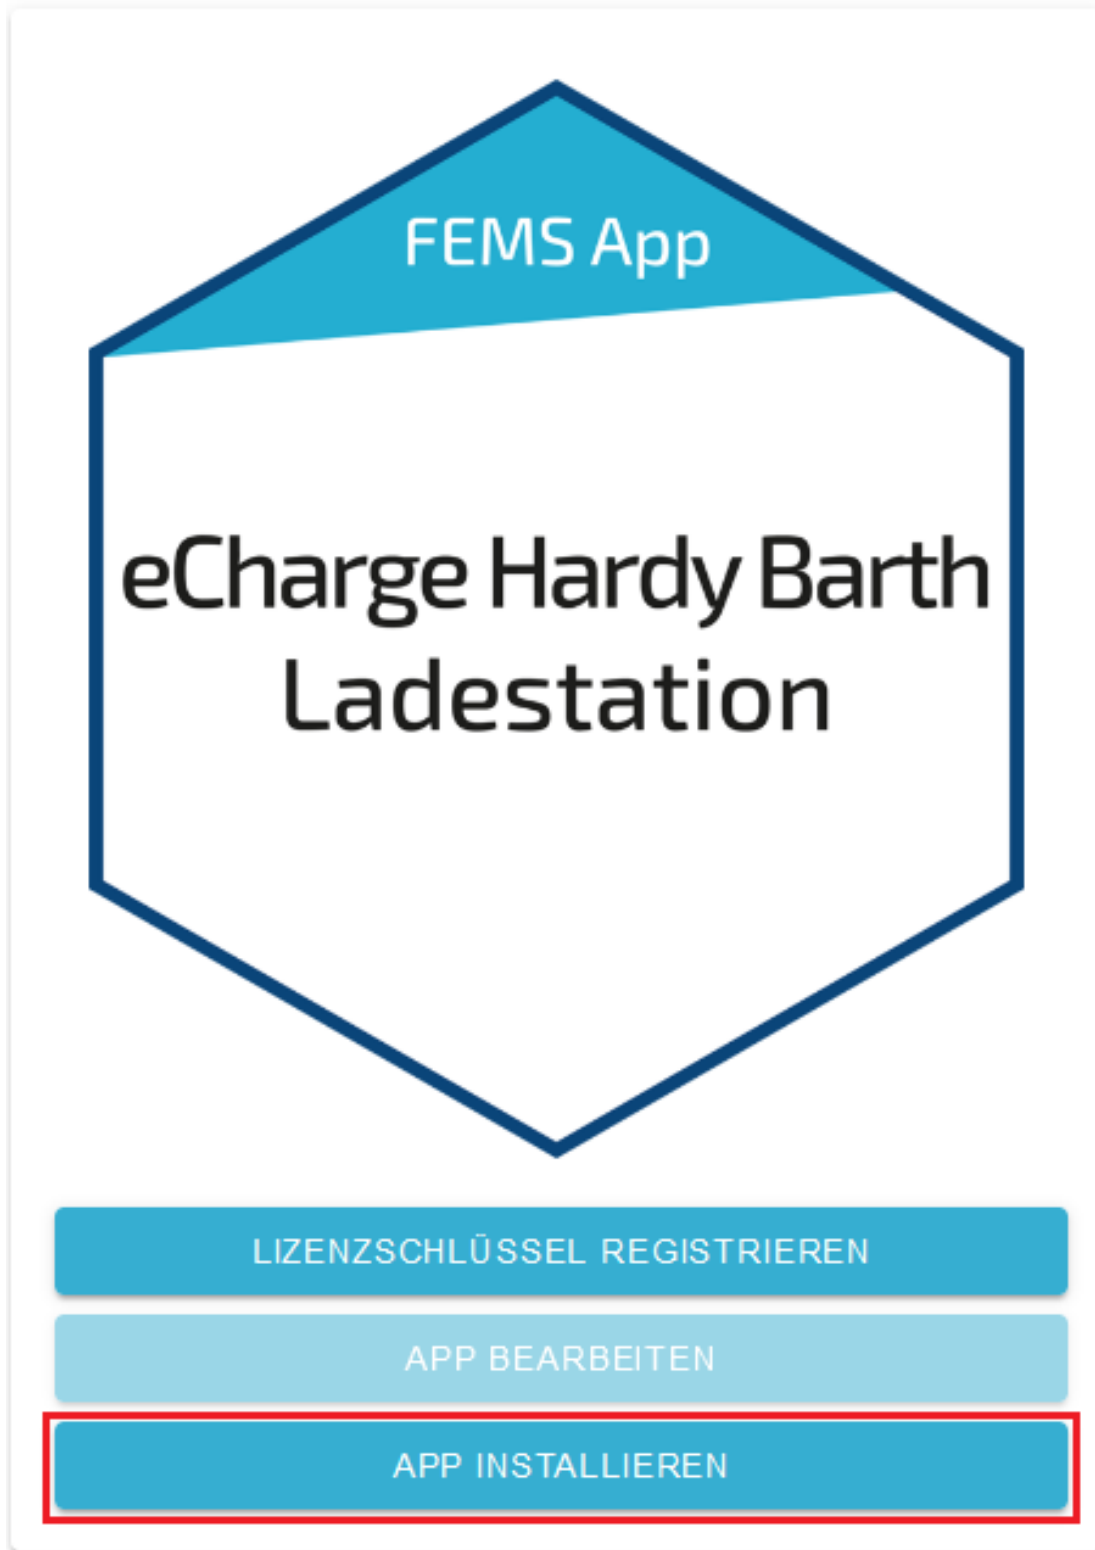 FEMS App
eCharge Hardy Barth
Ladestation
LIZENZSCHLÜSSEL REGISTRIEREN
APP BEARBEITEN
APP INSTALLIEREN